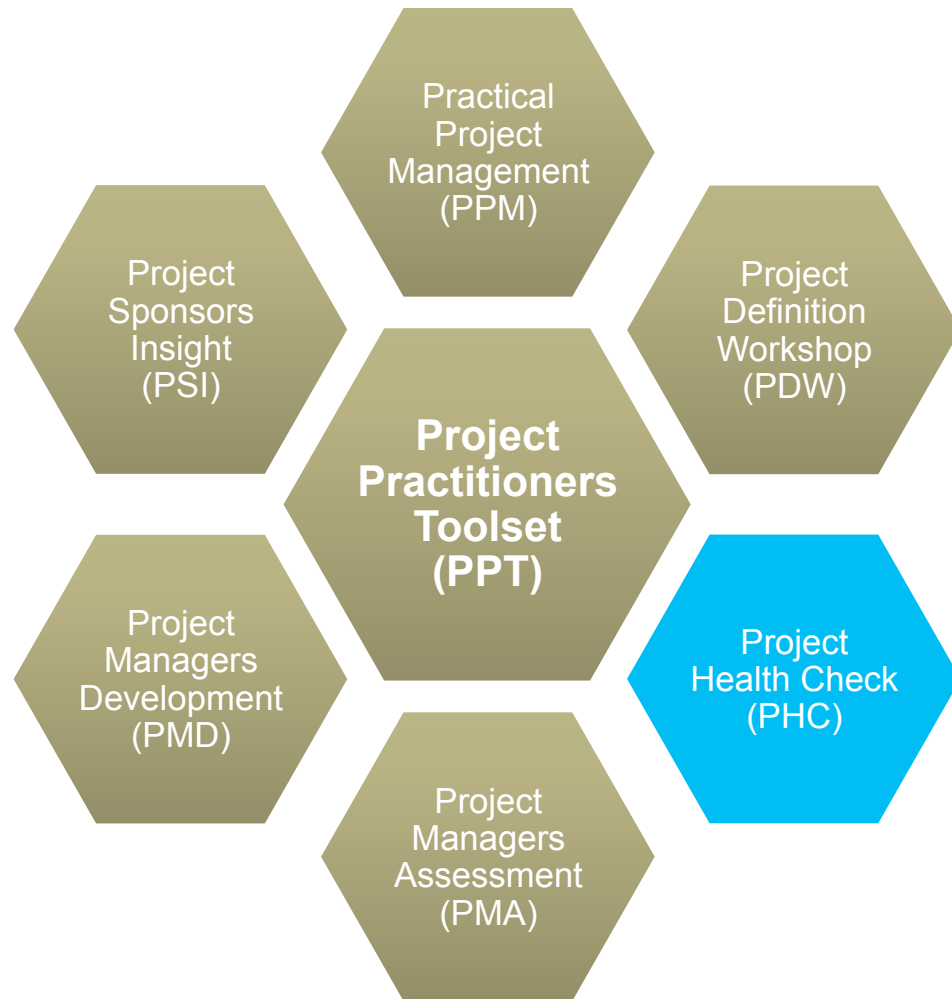 Practical
Project
Management
(PPM)
Project
Sponsors
Insight
(PSI)
Project
Definition
Workshop
(PDW)
Project
Practitioners
Toolset
(PPT)
Project
Managers
Development
(PMD)
Project
Health Check
(PHC)
Project
Managers
Assessment
(PMA)